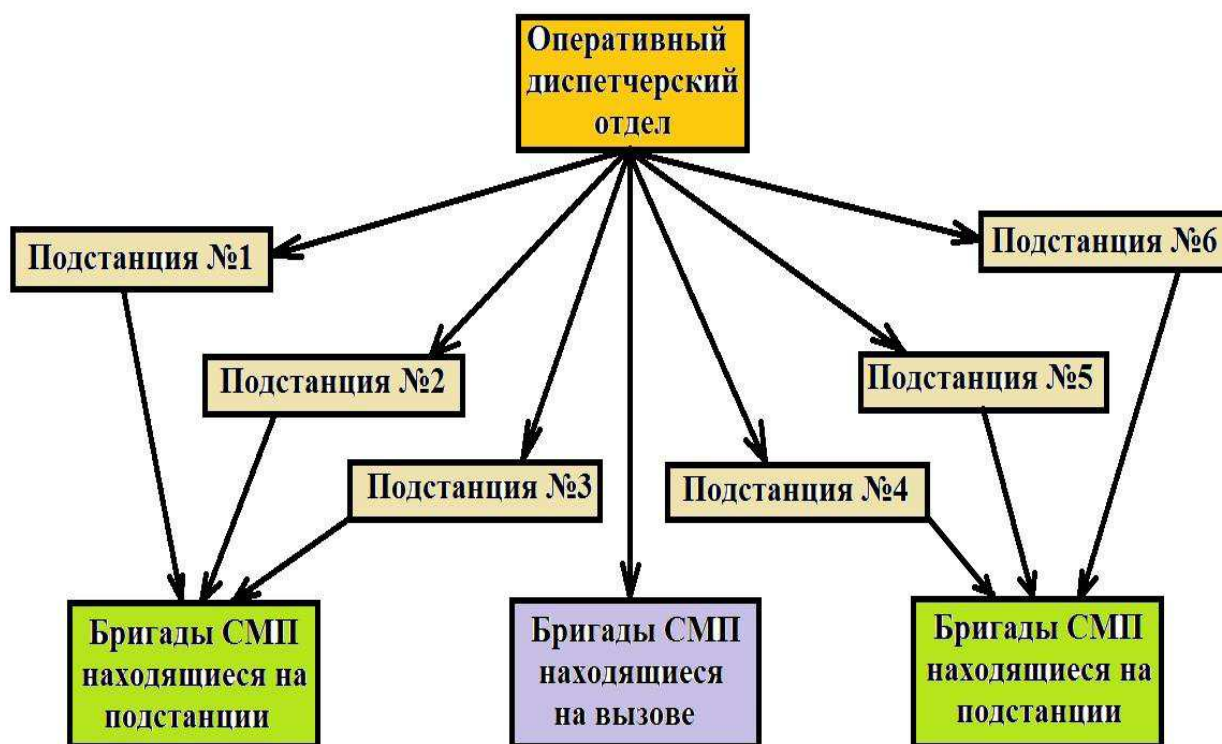 Оперативный
диспетчерский
отдел
Подстанция №1
Подстанция №6
Подстанция №2
Подстанция №5
Подстанция №3
Подстанция №4
Бригады СМП
находящиеся на
подстанции
Бригады СМП
находящиеся
на вызове
Бригады СМП
находящиеся на
подстанции